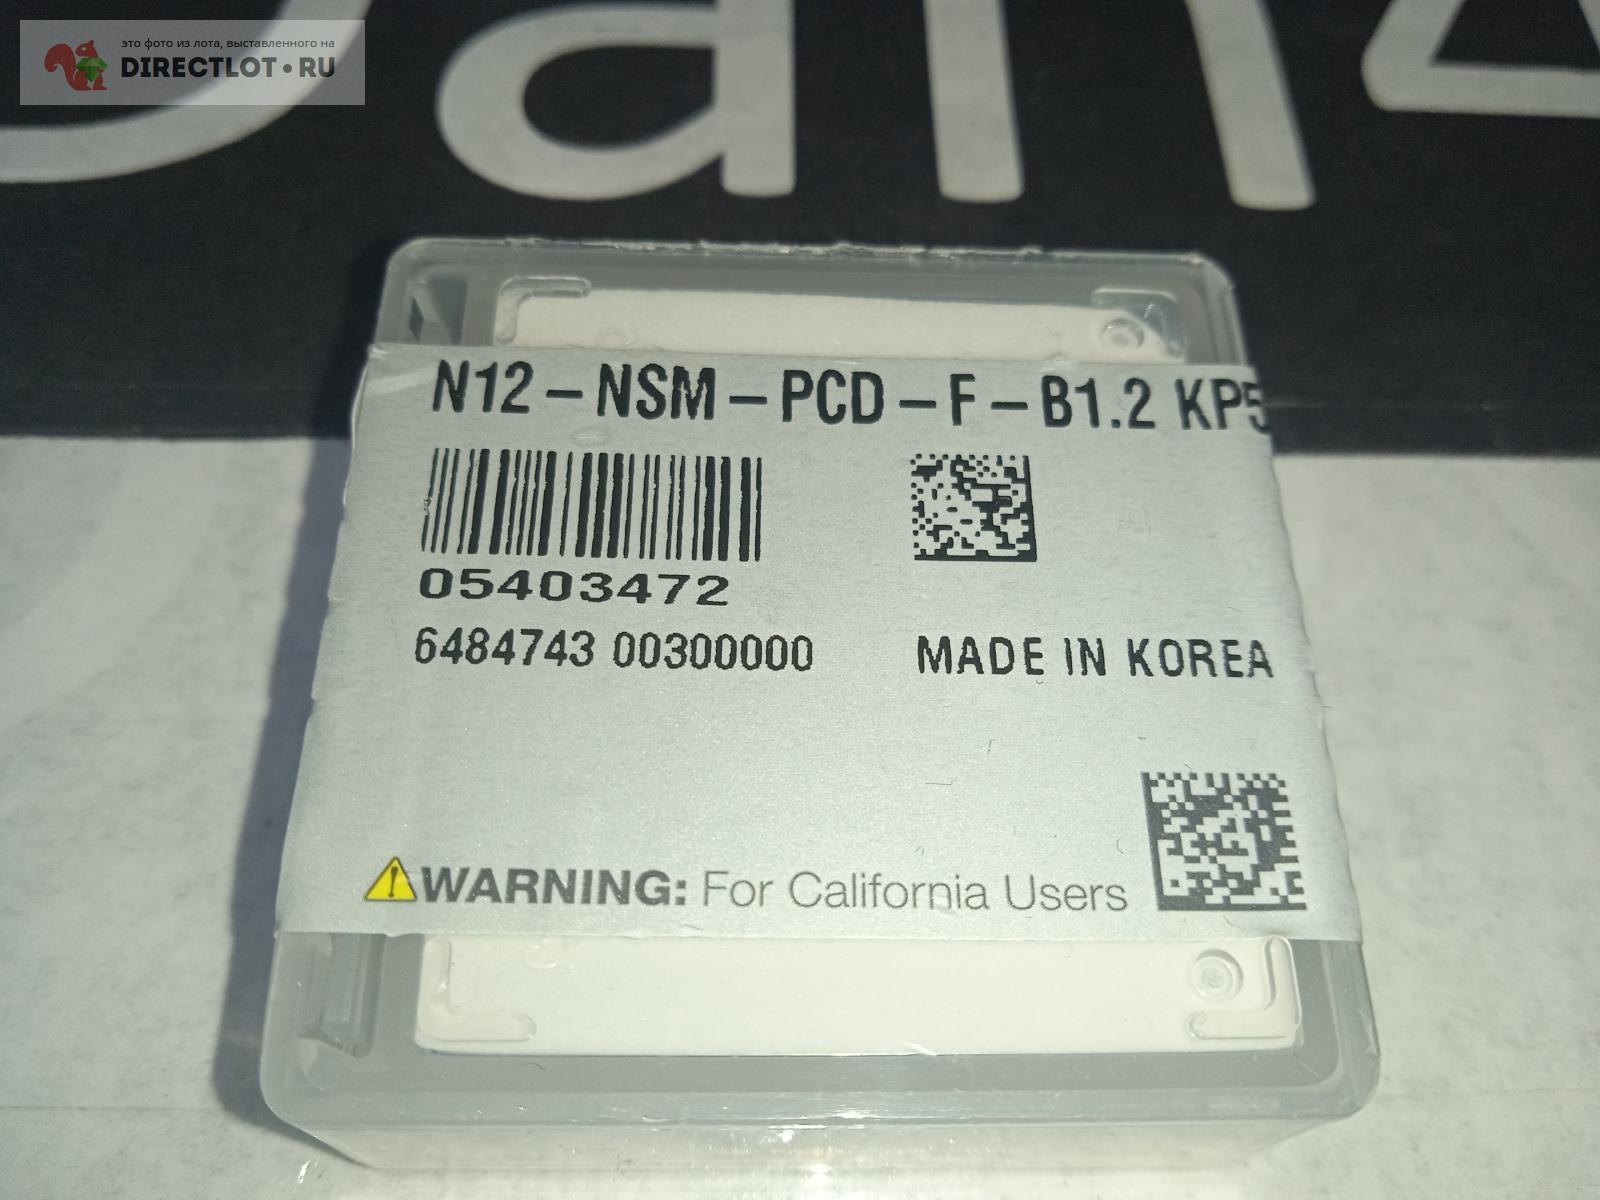 это фото из лота, выставленного на
DIRECTLOT•RU
N12-NSM-PCD-F-B1.2 KP5
05403472
6484743 00300000 MADE IN KOREA
WARNING: For California Users